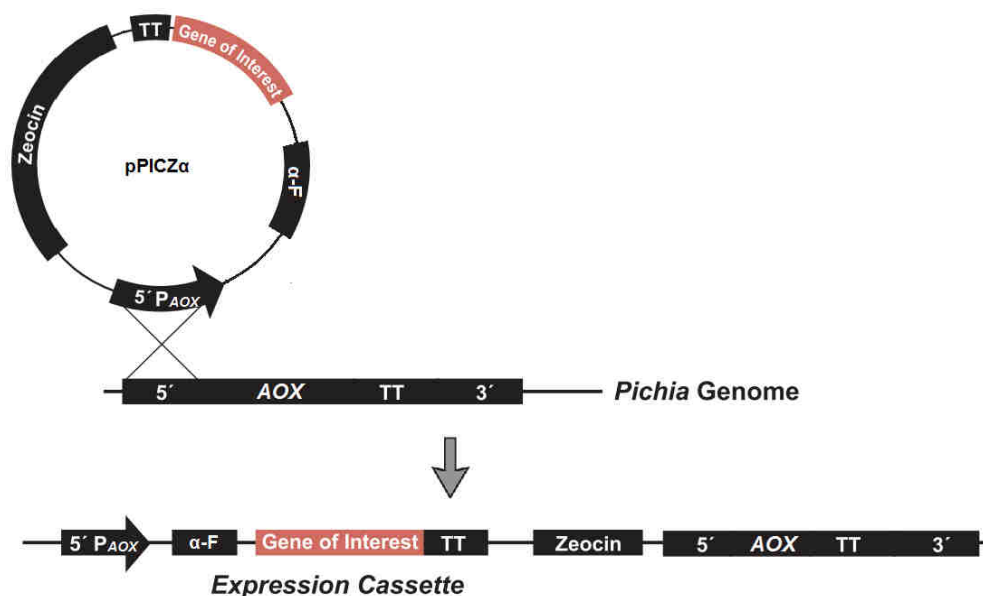 TT
Gene of Interest
Zeocin
pPICZα
α-F
5´ PAOX
5´ AOX TT 3´
Pichia Genome
5´ PAOX α-F Gene of Interest TT Zeocin 5´ AOX TT 3´
Expression Cassette